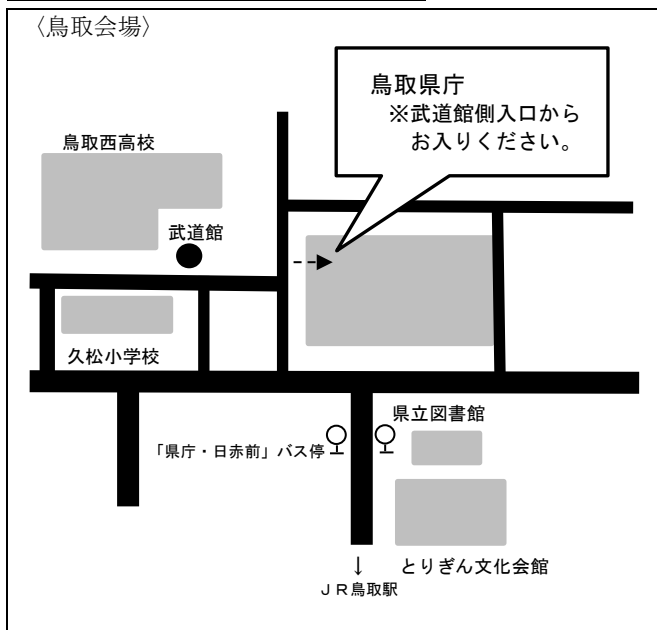 〈鳥取会場〉
鳥取県庁
※武道館側入口から
お入りください。
鳥取西高校
武道館
久松小学校
県立図書館
「県庁・日赤前」バス停
とりぎん文化会館
↓
ＪＲ鳥取駅